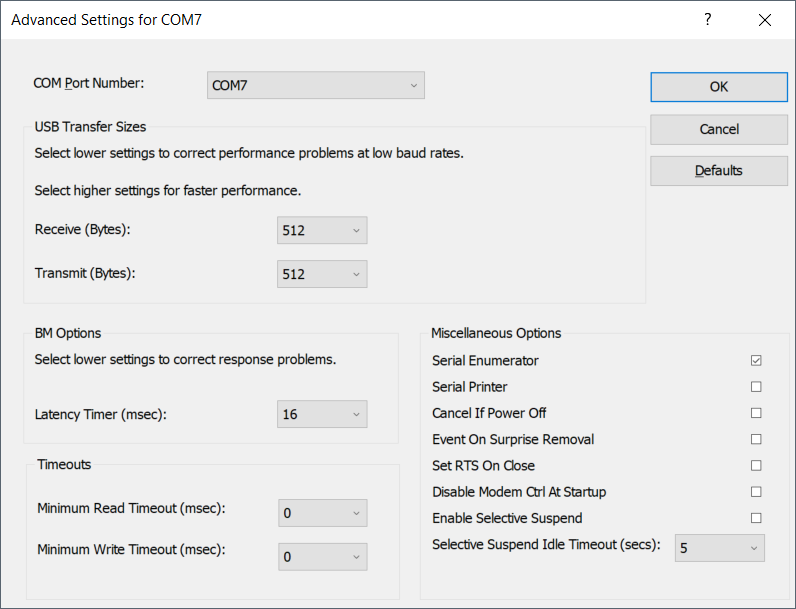 Advanced Settings for COM7
?
COM Port Number:
COM7
OK
Cancel
Defaults
USB Transfer Sizes
Select lower settings to correct performance problems at low baud rates.
Select higher settings for faster performance.
Receive (Bytes):
512
Transmit (Bytes):
512
BM Options
Select lower settings to correct response problems.
Latency Timer (msec):
16
Timeouts
Minimum Read Timeout (msec):
0
Minimum Write Timeout (msec):
0
Miscellaneous Options
Serial Enumerator
Serial Printer
Cancel If Power Off
Event On Surprise Removal
Set RTS On Close
Disable Modem Ctrl At Startup
Enable Selective Suspend
Selective Suspend Idle Timeout (secs):
5